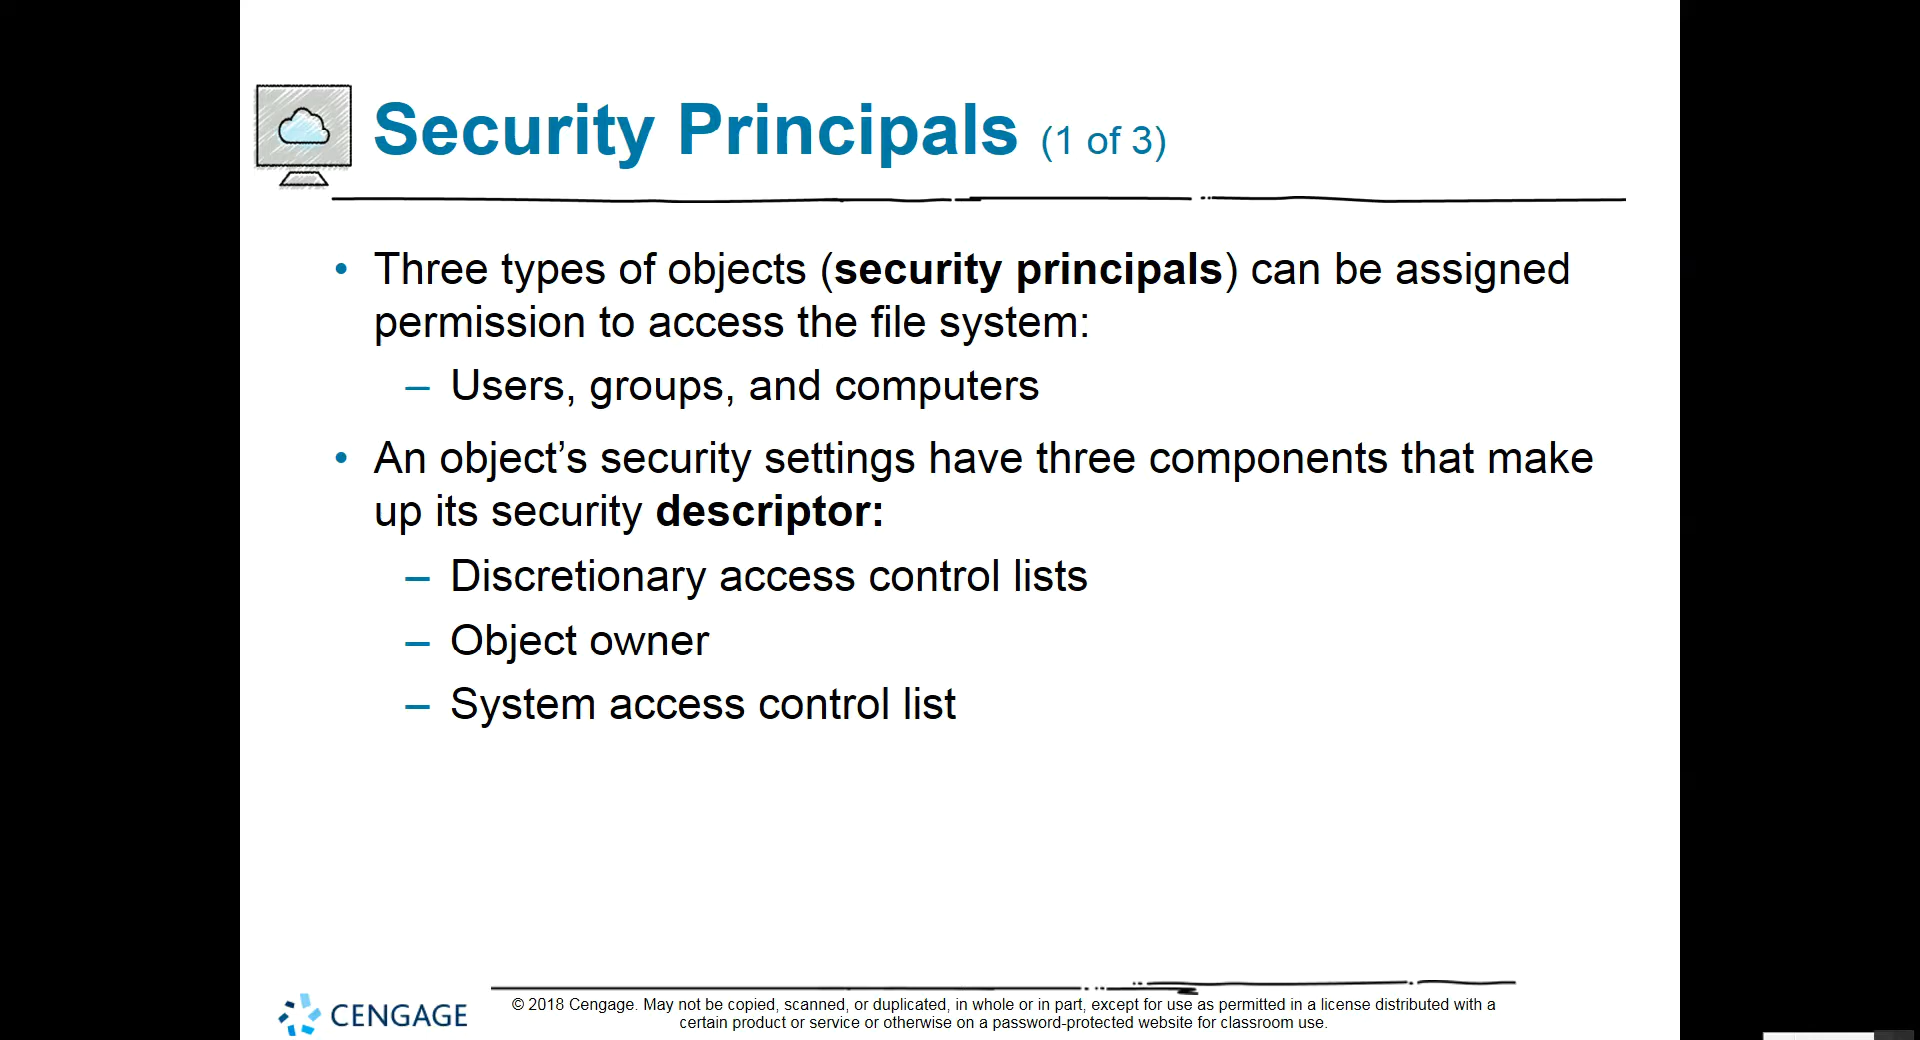 Security Principals (1 of 3)
• Three types of objects (security principals) can be assigned
permission to access the file system:
– Users, groups, and computers
• An object’s security settings have three components that make
up its security descriptor:
– Discretionary access control lists
– Object owner
– System access control list
CENGAGE
© 2018 Cengage. May not be copied, scanned, or duplicated, in whole or in part, except for use as permitted in a license distributed with a
certain product or service or otherwise on a password-protected website for classroom use.